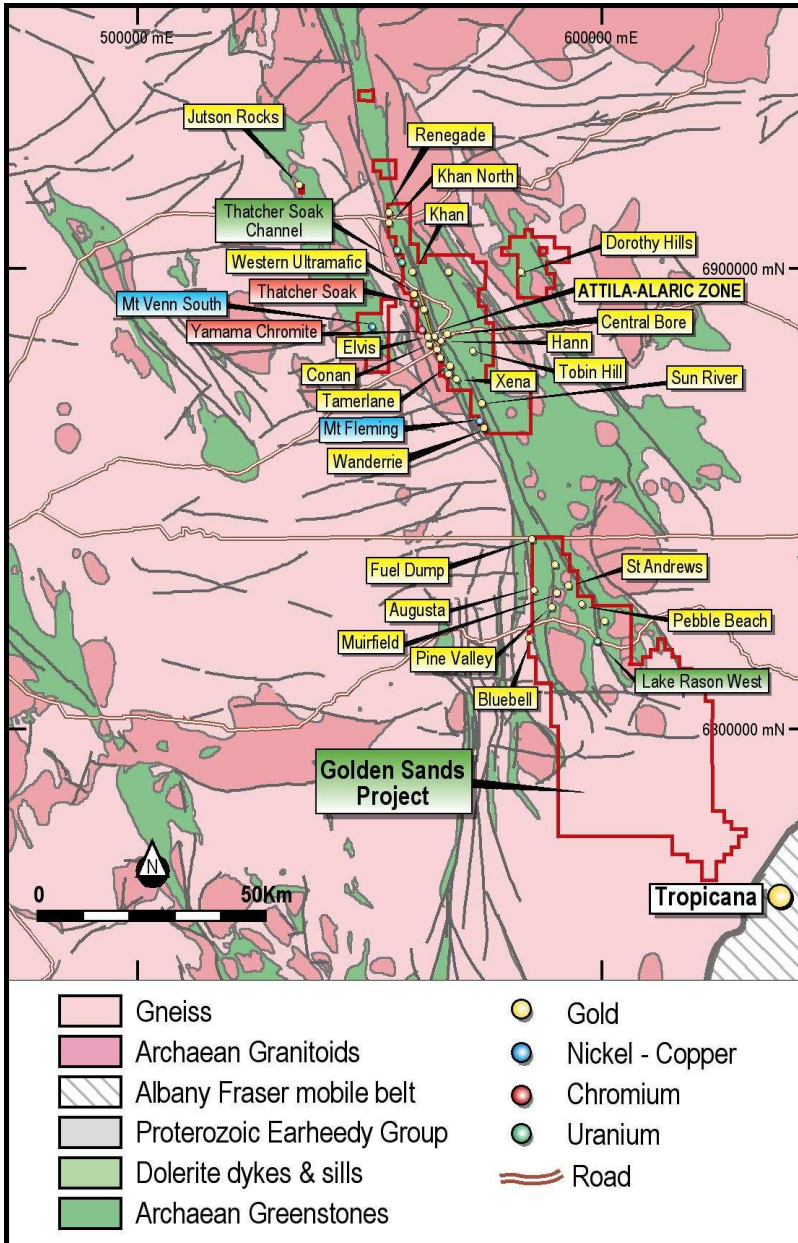 500000 mE
600000 mE
Jutson Rocks
Renegade
Khan North
Thatcher Soak
Channel
Khan
Western Ultramafic
Dorothy Hills
Thatcher Soak
6900000 mN
Mt Venn South
ATTILA-ALARIC ZONE
Yamama Chromite
Central Bore
Elvis
Hann
Conan
Tobin Hill
Tamerlane
Xena
Sun River
Mt Fleming
Wanderrie
Fuel Dump
St Andrews
Augusta
Muirfield
Pebble Beach
Pine Valley
Lake Rason West
Bluebell
6800000 mN
Golden Sands
Project
N
0
50Km
Tropicana
Gneiss
Archaean Granitoids
Albany Fraser mobile belt
Proterozoic Earheedy Group
Dolerite dykes & sills
Archaean Greenstones
Gold
Nickel - Copper
Chromium
Uranium
Road